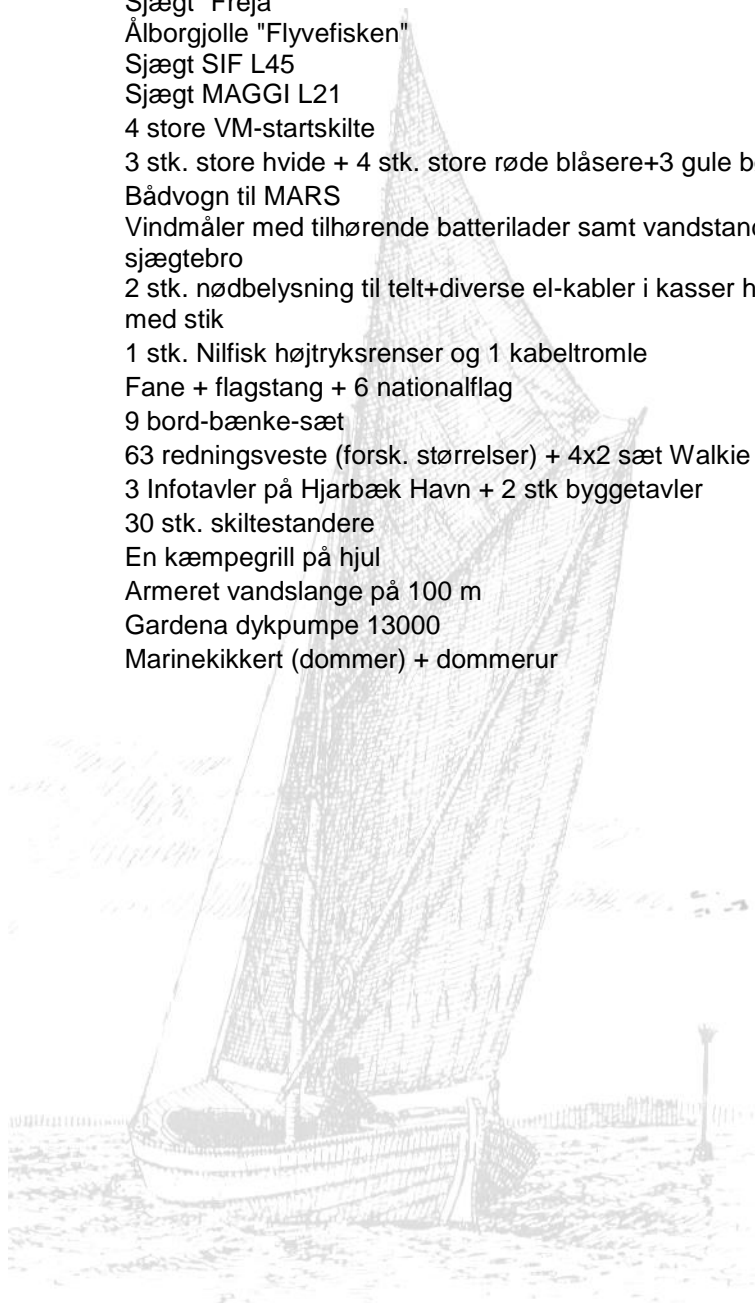 Sjægt "Freja"
Ålborgjolle "Flyvefisken"
Sjægt SIF L45
Sjægt MAGGI L21
4 store VM-startskilte
3 stk. store hvide + 4 stk. store røde blåsere+3 gule
Bådvogn til MARS
Vindmåler med tilhørende batterilader samt
sjægtebro
2 stk. nødbelysning til telt+diverse el-kabler i kasser
med stik
1 stk. Nilfisk højtryksrenser og 1 kabeltromle
Fane + flagstang + 6 nationalflag
9 bord-bænke-sæt
63 redningsveste (forsk. størrelser) + 4x2 sæt Walkie
3 Infotavler på Hjarbæk Havn + 2 stk byggetavler
30 stk. skiltestandere
En kæmpegrill på hjul
Armeret vandslange på 100 m
Gardena dykpumpe 13000
Marinekikkert (dommer) + dommerur